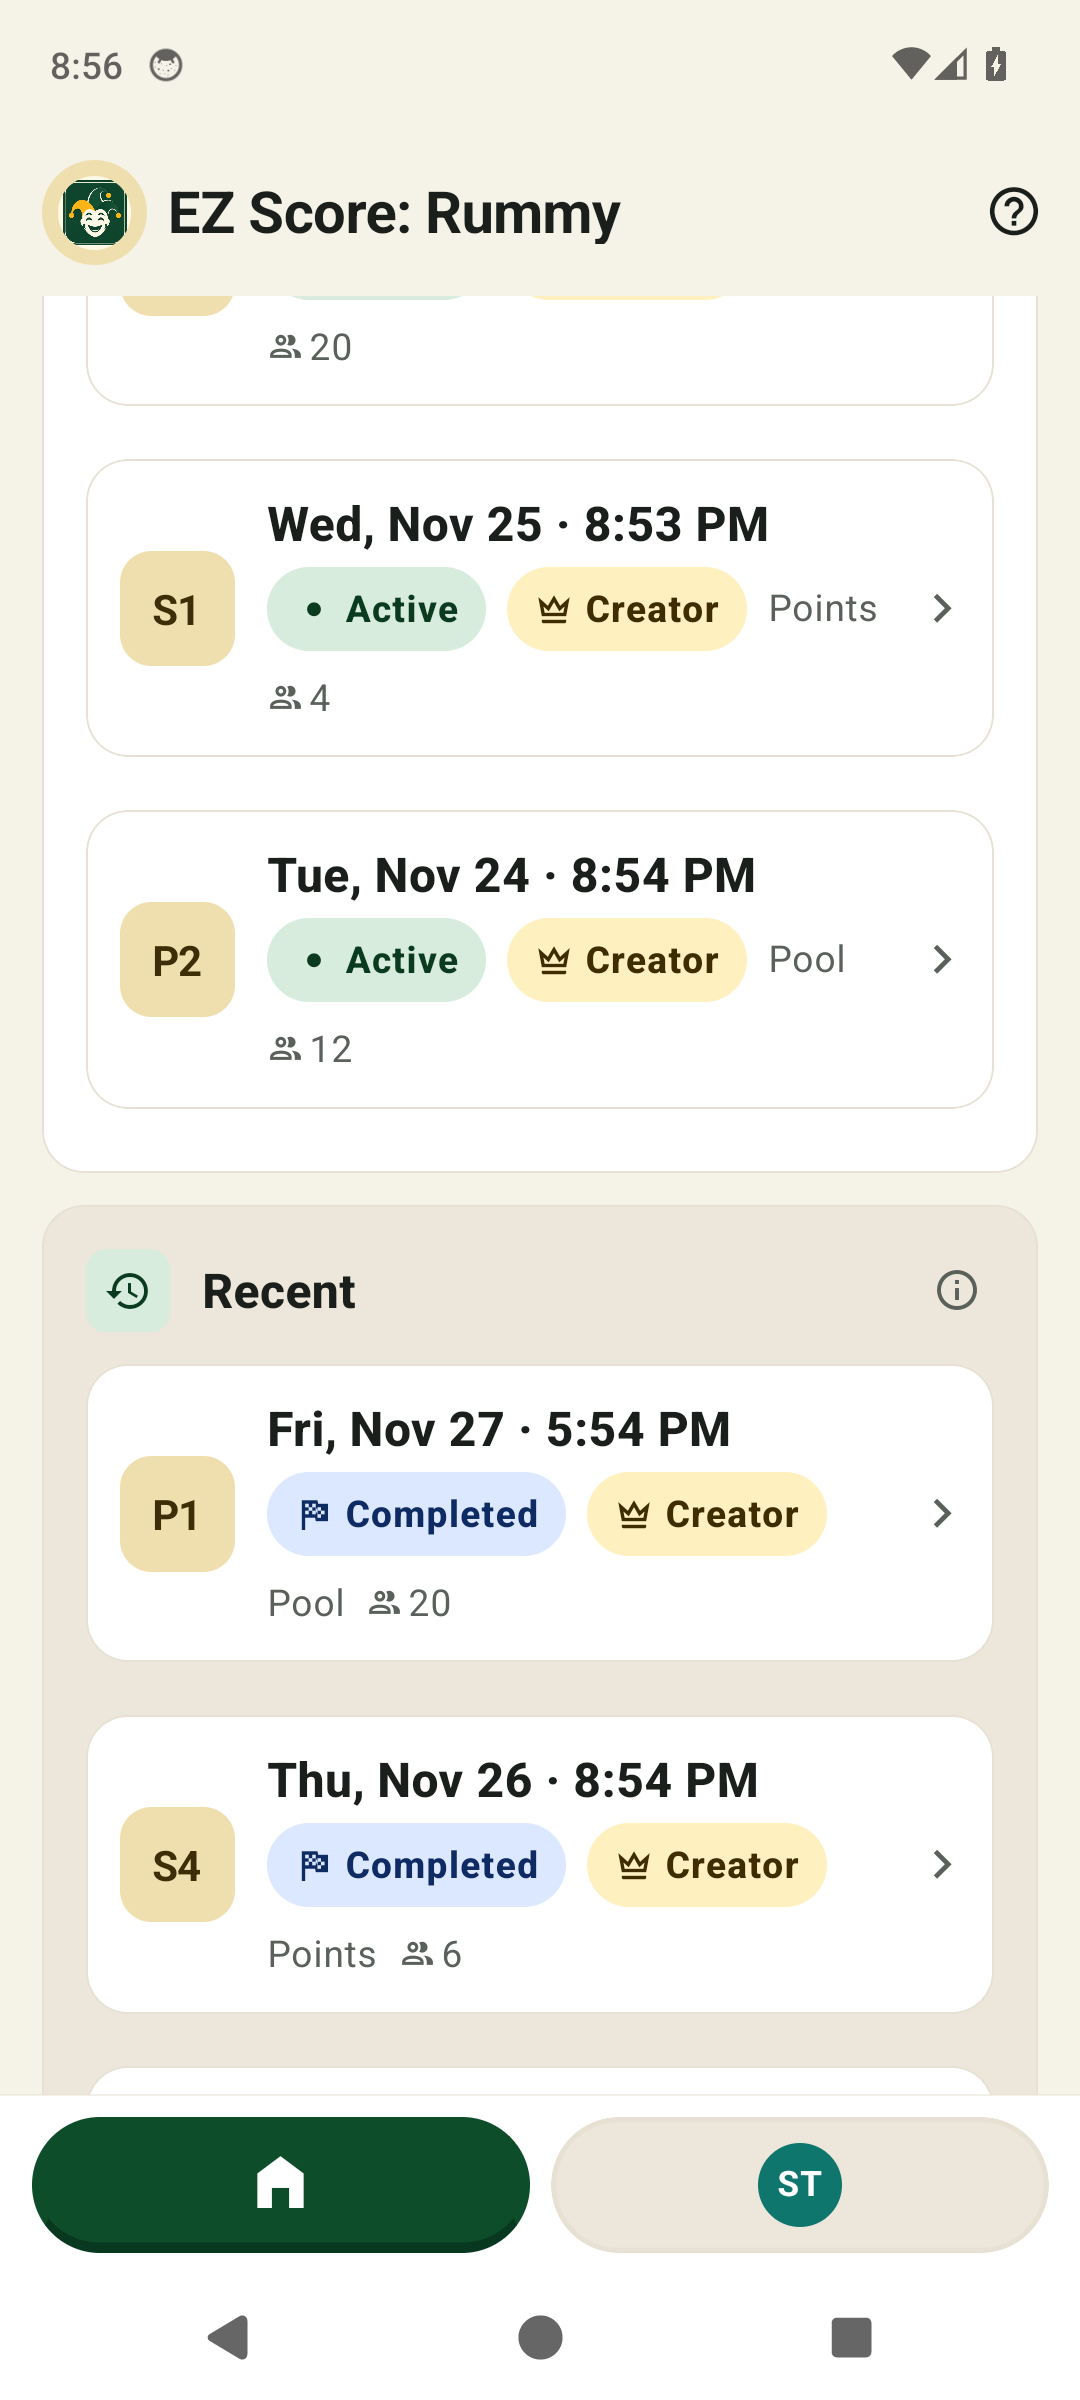 8:56
EZ Score: Rummy
20
Wed, Nov 25 · 8:53 PM
S1
Active
Creator
Points
4
Tue, Nov 24 · 8:54 PM
P2
Active
Creator
Pool
12
Recent
Fri, Nov 27 · 5:54 PM
P1
Completed
Creator
Pool
20
Thu, Nov 26 · 8:54 PM
S4
Completed
Creator
Points
6
ST